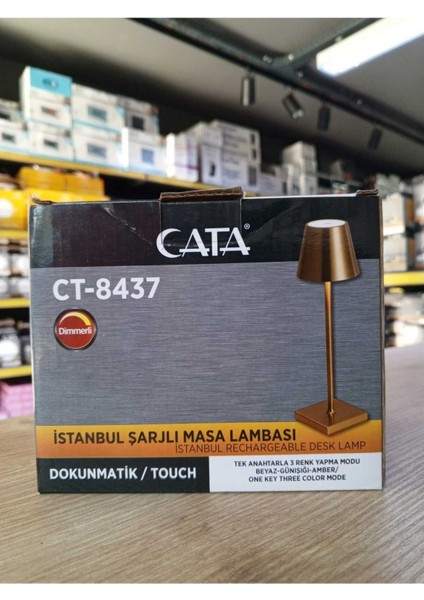 CATA®
CT-8437
Dimmerli
İSTANBUL ŞARJLI MASA LAMBASI
ISTANBUL RECHARGEABLE DESK LAMP
DOKUNMATİK / TOUCH
TEK ANAHTARLA 3 RENK YAPMA MODU
BEYAZ-GÜNIŞIĞI-AMBER/
ONE KEY THREE COLOR MODE